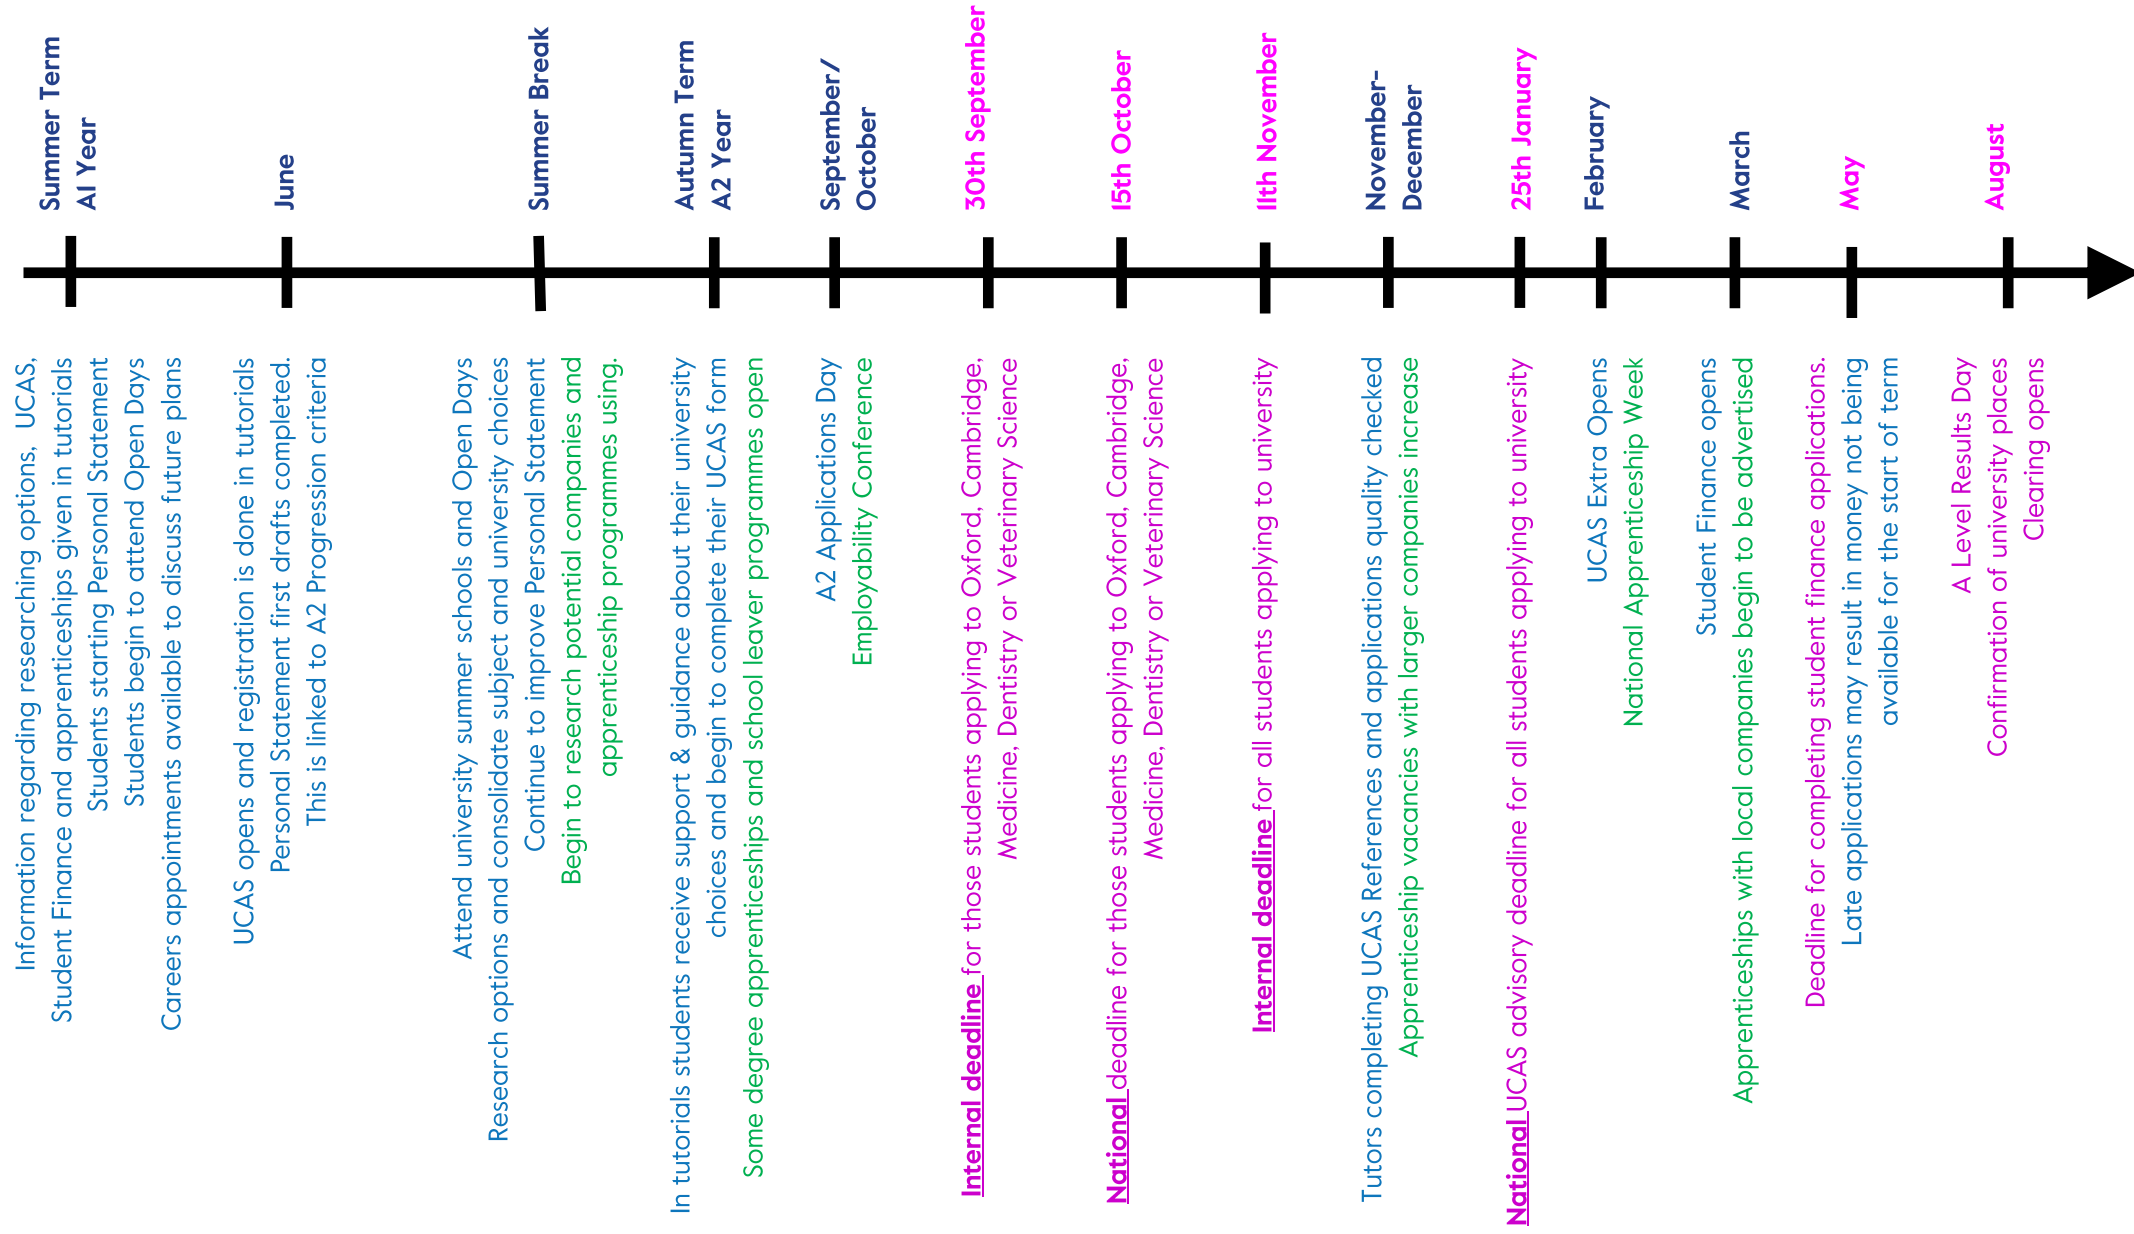 Summer Term
A1 Year
Information regarding researching options, UCAS,
Student Finance and apprenticeships given in tutorials
Students starting Personal Statement
Students begin to attend Open Days
Careers appointments available to discuss future plans
June
UCAS opens and registration is done in tutorials
Personal Statement first drafts completed.
This is linked to A2 Progression criteria
Summer Break
Attend university summer schools and Open Days
Research options and consolidate subject and university choices
Continue to improve Personal Statement
Begin to research potential companies and
apprenticeship programmes using.
Autumn Term
A2 Year
In tutorials students receive support & guidance about their university
choices and begin to complete their UCAS form
Some degree apprenticeships and school leaver programmes open
September/
October
A2 Applications Day
Employability Conference
30th September
Internal deadline for those students applying to Oxford, Cambridge,
Medicine, Dentistry or Veterinary Science
15th October
National deadline for those students applying to Oxford, Cambridge,
Medicine, Dentistry or Veterinary Science
11th November
Internal deadline for all students applying to university
November-
December
Tutors completing UCAS References and applications quality checked
Apprenticeship vacancies with larger companies increase
25th January
National UCAS advisory deadline for all students applying to university
February
UCAS Extra Opens
National Apprenticeship Week
March
Student Finance opens
Apprenticeships with local companies begin to be advertised
May
Deadline for completing student finance applications.
Late applications may result in money not being
available for the start of term
August
A Level Results Day
Confirmation of university places
Clearing opens